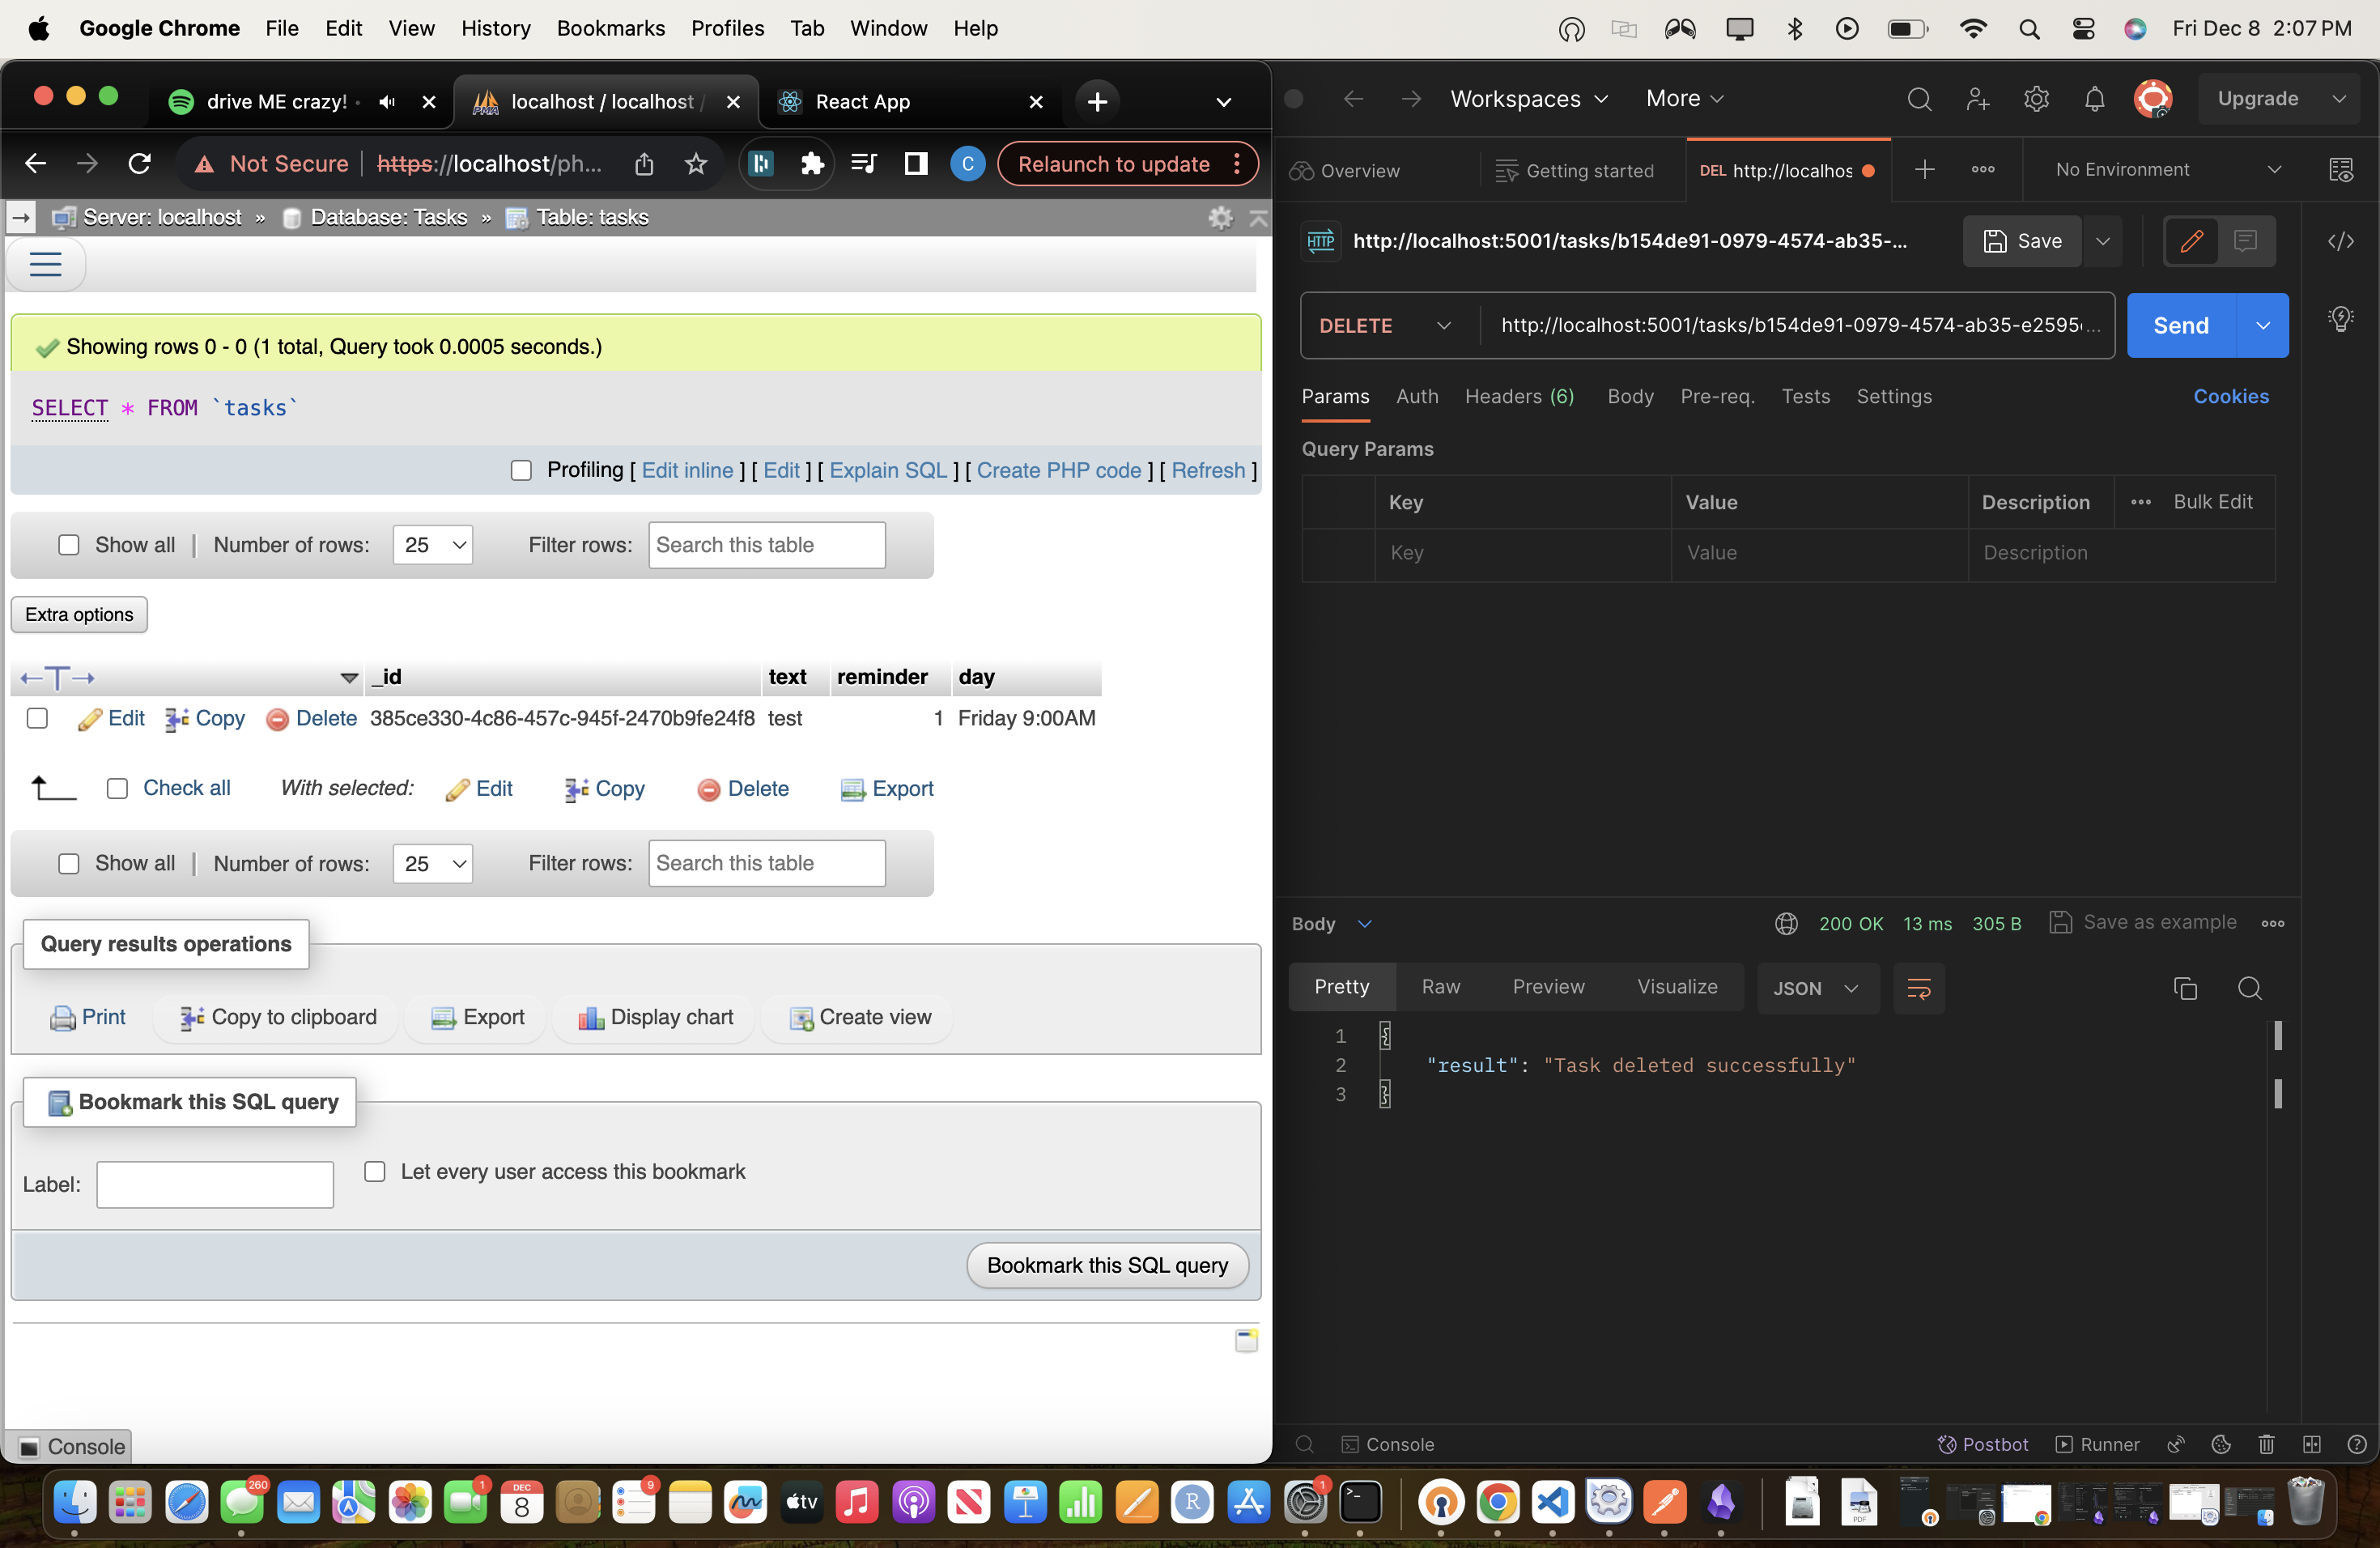 Google Chrome File Edit View History Bookmarks Profiles Tab Window Help Fri Dec 8 2:07 PM
drive ME crazy! localhost / localhost / React App
Not Secure https://localhost/ph... C Relaunch to update
Server: localhost » Database: Tasks » Table: tasks
Showing rows 0 - 0 (1 total, Query took 0.0005 seconds.)
SELECT * FROM `tasks`
Profiling [ Edit inline ] [ Edit ] [ Explain SQL ] [ Create PHP code ] [ Refresh ]
Show all | Number of rows: 25 Filter rows: Search this table
Extra options
_id text reminder day
Edit Copy Delete 385ce330-4c86-457c-945f-2470b9fe24f8 test 1 Friday 9:00AM
Check all With selected: Edit Copy Delete Export
Show all | Number of rows: 25 Filter rows: Search this table
Query results operations
Print Copy to clipboard Export Display chart Create view
Bookmark this SQL query
Label: Let every user access this bookmark
Bookmark this SQL query
Console
Workspaces More Upgrade
Overview Getting started DEL http://localhos No Environment
HTTP http://localhost:5001/tasks/b154de91-0979-4574-ab35-... Save
DELETE http://localhost:5001/tasks/b154de91-0979-4574-ab35-e2595... Send
Params Auth Headers (6) Body Pre-req. Tests Settings Cookies
Query Params
Key Value Description Bulk Edit
Key Value Description
Body 200 OK 13 ms 305 B Save as example
Pretty Raw Preview Visualize JSON
1 {
2 "result": "Task deleted successfully"
3 }
Console Postbot Runner
260 1 DEC 8 9 tv R 1 PDF